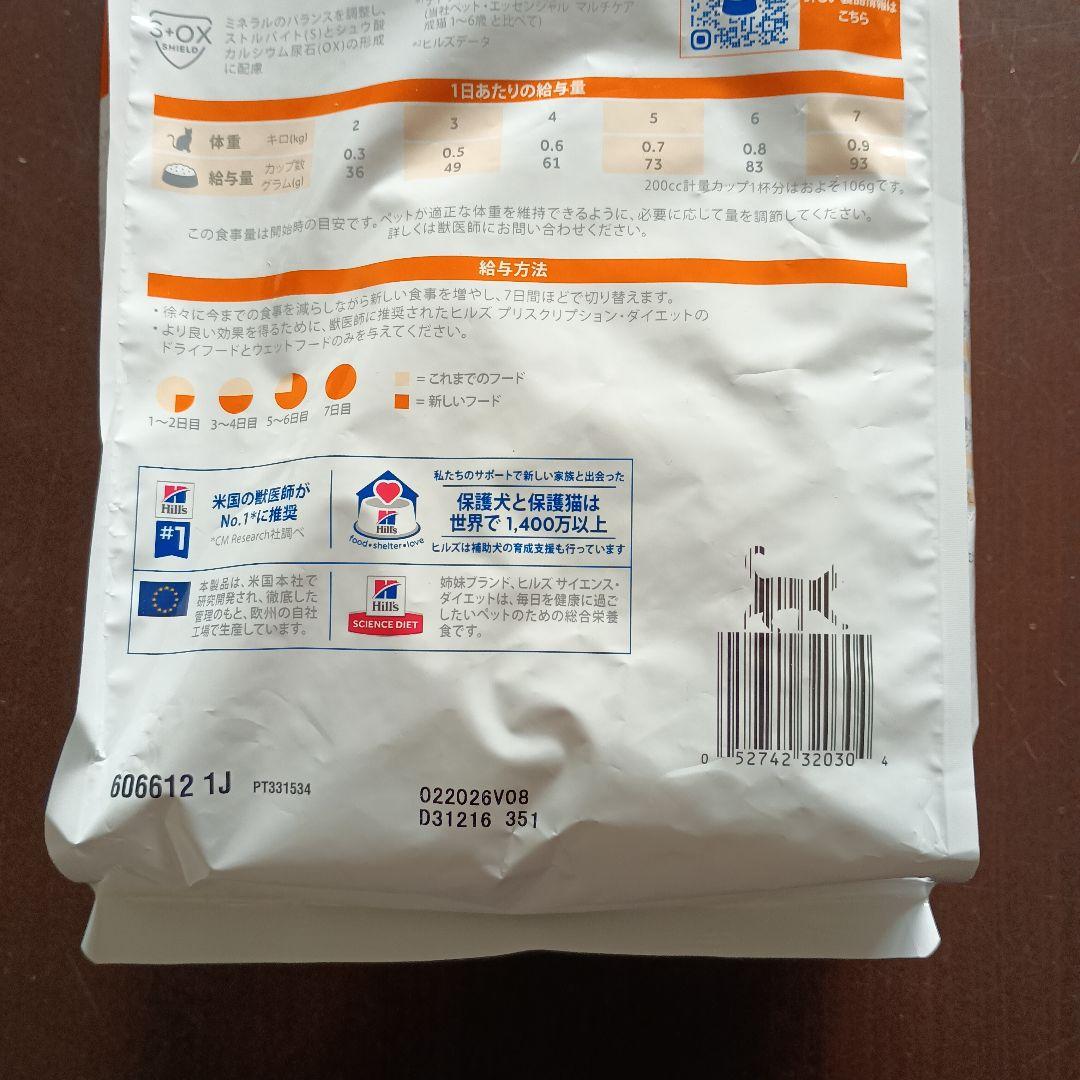 S+OX
SHIELD
ミネラルのバランスを調整し、
ストルバイト(S)とシュウ酸
カルシウム尿石(OX)の形成
に配慮
(当社ペット・エッセンシャル マルチケア
成猫 1〜6歳 と比べて)
*²ヒルズデータ
こちら
1日あたりの給与量
体重 キロ(kg) 2 3 4 5 6 7
給与量 カップ数 0.3 0.5 0.6 0.7 0.8 0.9
グラム(g) 36 49 61 73 83 93
200cc計量カップ1杯分はおよそ106gです。
この食事量は開始時の目安です。ペットが適正な体重を維持できるように、必要に応じて量を調節してください。
詳しくは獣医師にお問い合わせください。
給与方法
・徐々に今までの食事を減らしながら新しい食事を増やし、7日間ほどで切り替えます。
・より良い効果を得るために、獣医師に推奨されたヒルズ プリスクリプション・ダイエットの
ドライフードとウェットフードのみを与えてください。
= これまでのフード
= 新しいフード
1〜2日目 3〜4日目 5〜6日目 7日目
Hill's
#1
米国の獣医師が
No.1*に推奨
*CM Research社調べ
Hill's
food•shelter•love
私たちのサポートで新しい家族と出会った
保護犬と保護猫は
世界で 1,400万以上
ヒルズは補助犬の育成支援も行っています
本製品は、米国本社で
研究開発され、徹底した
管理のもと、欧州の自社
工場で生産しています。
Hill's
SCIENCE DIET
姉妹ブランド、ヒルズ サイエンス・
ダイエットは、毎日を健康に過ご
したいペットのための総合栄養
食です。
0 52742 32030 4
606612 1J PT331534
022026V08
D31216 351